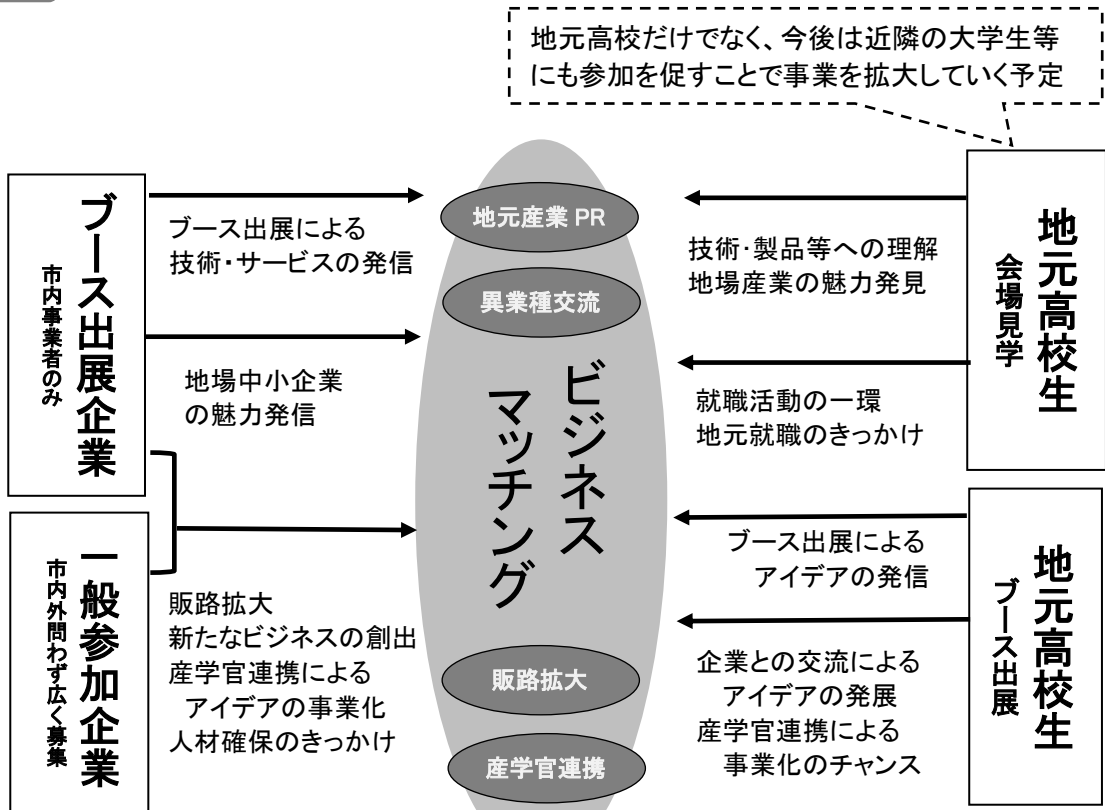 地元高校だけでなく、今後は近隣の大学生等
にも参加を促すことで事業を拡大していく予定
ブース出展企業
市内事業者のみ
ブース出展による
技術・サービスの発信
地場中小企業
の魅力発信
一般参加企業
市内外問わず広く募集
販路拡大
新たなビジネスの創出
産学官連携による
アイデアの事業化
人材確保のきっかけ
地元産業 PR
異業種交流
ビジネス
マッチング
販路拡大
産学官連携
技術・製品等への理解
地場産業の魅力発見
就職活動の一環
地元就職のきっかけ
地元高校生
会場見学
ブース出展による
アイデアの発信
企業との交流による
アイデアの発展
産学官連携による
事業化のチャンス
地元高校生
ブース出展